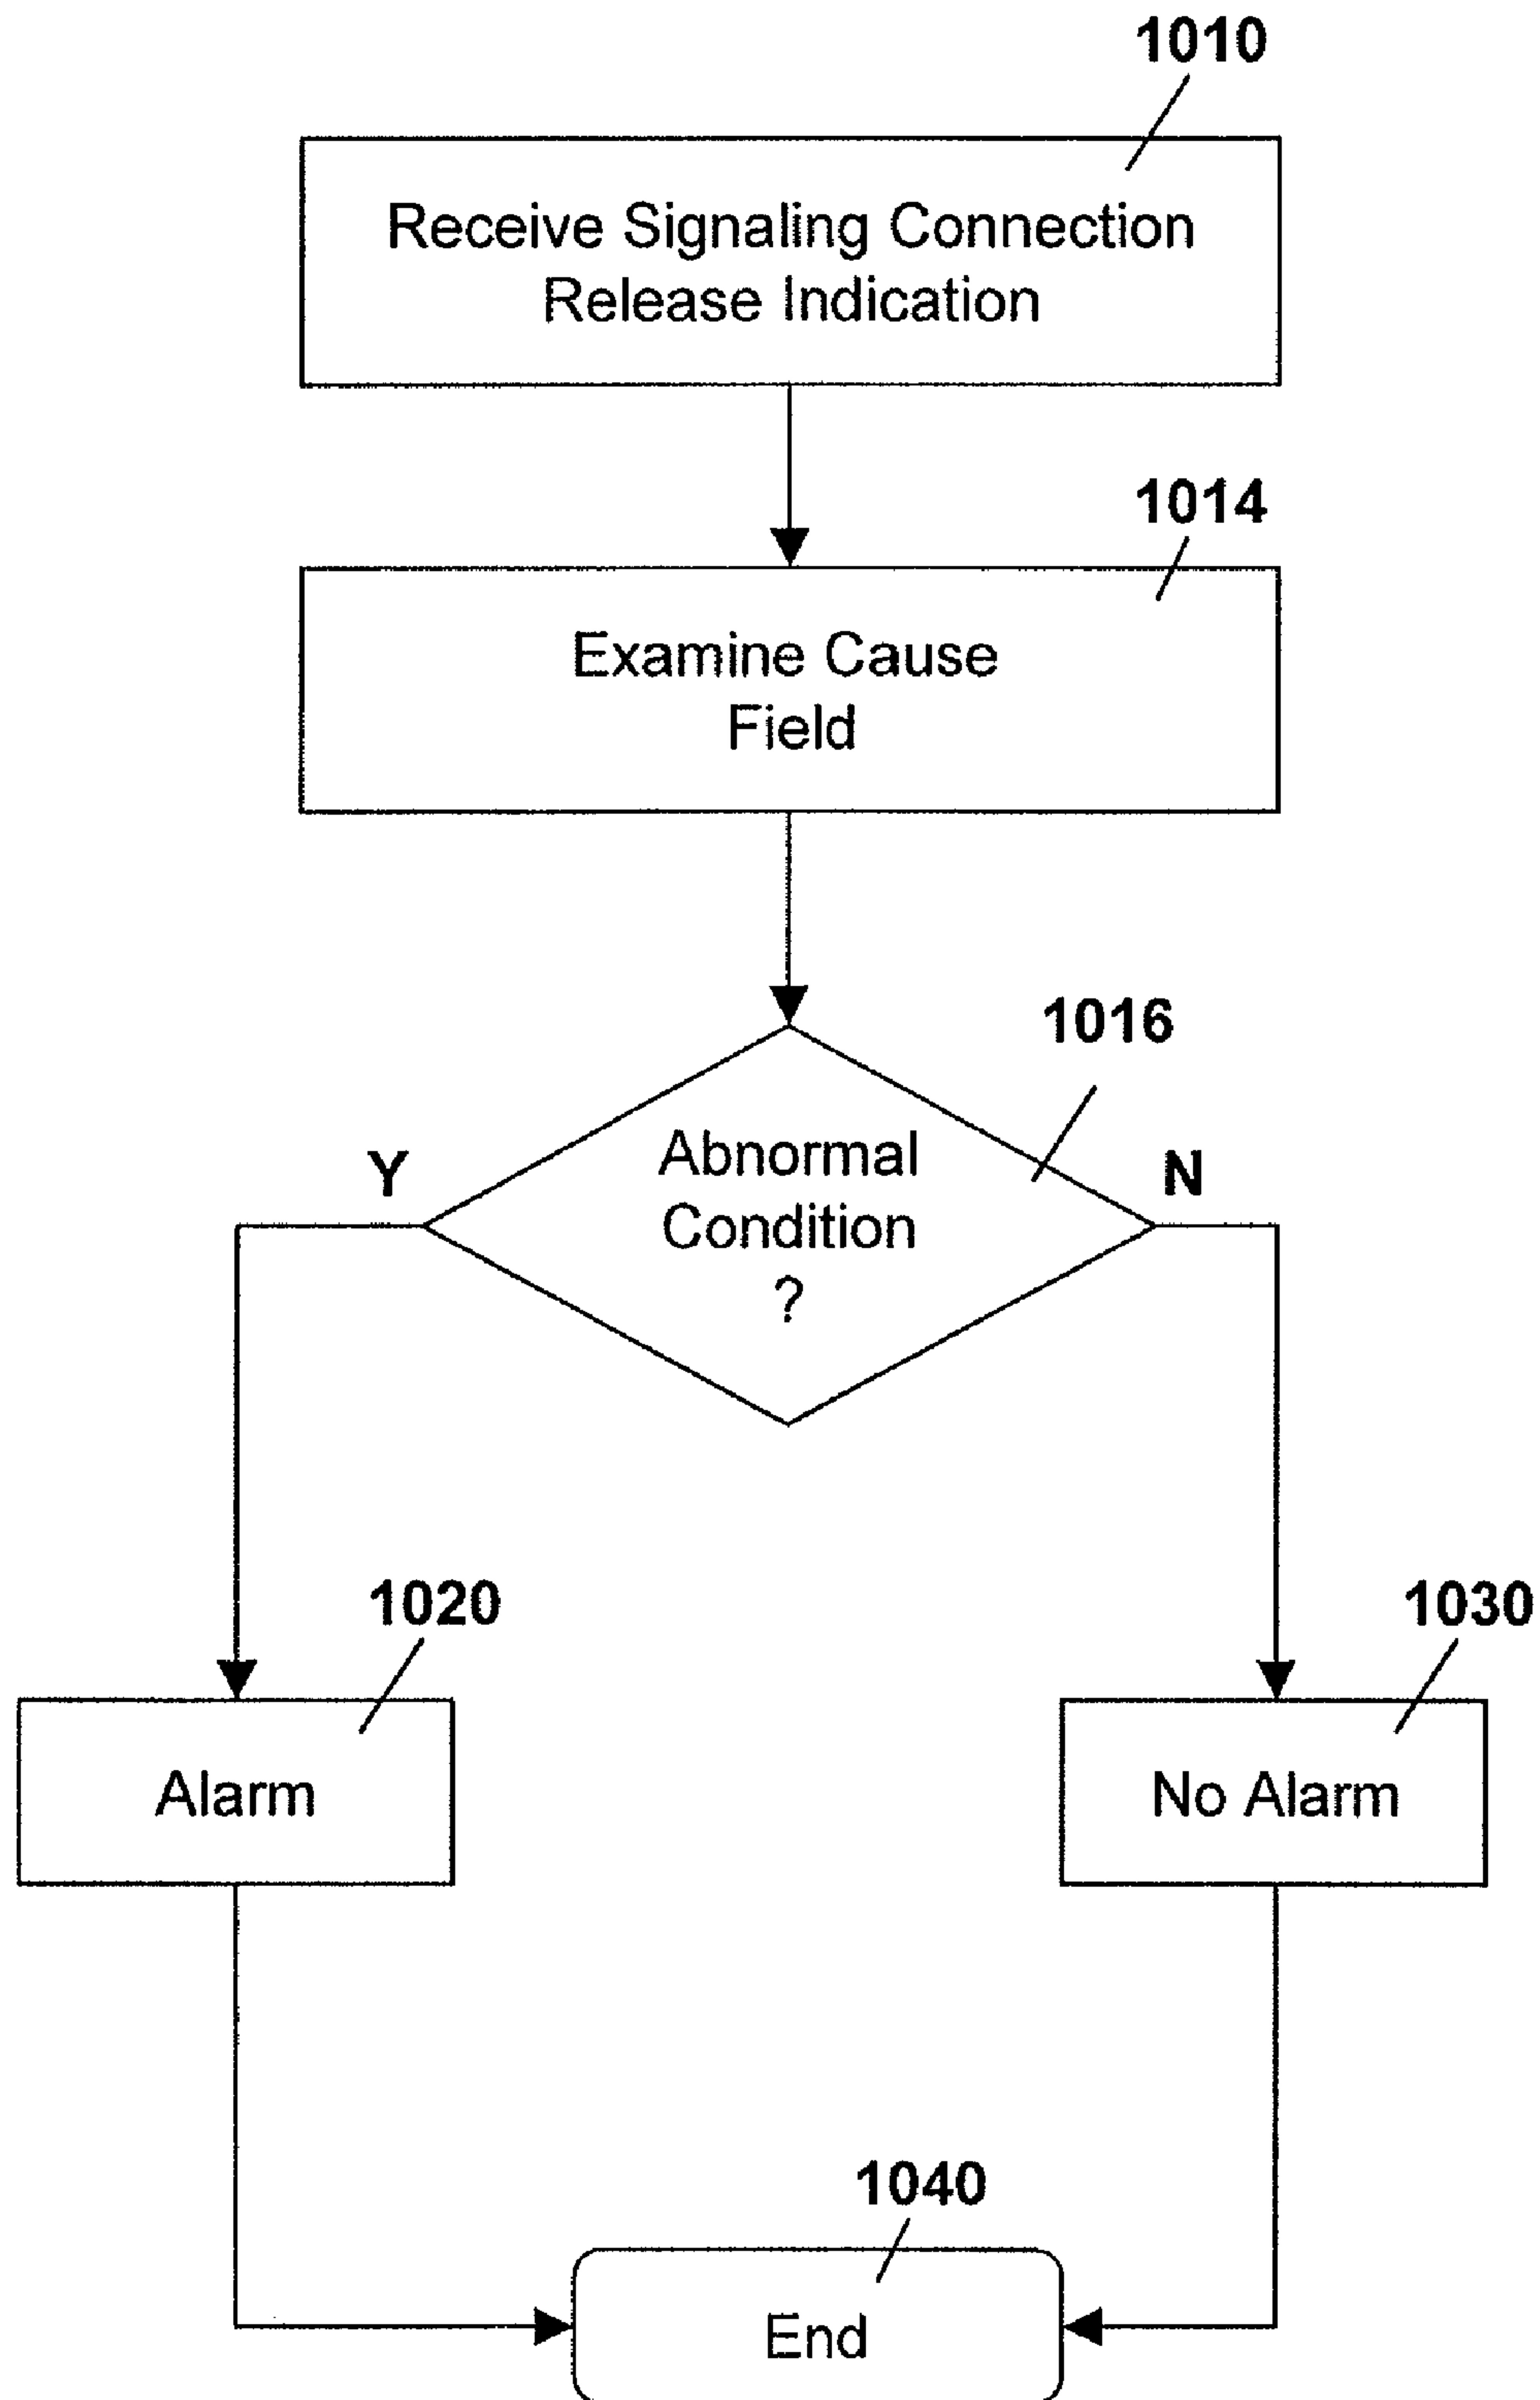 1010
Receive Signaling Connection
Release Indication
1014
Examine Cause
Field
1016
Y
Abnormal
Condition
?
N
1020
1030
Alarm
No Alarm
1040
End